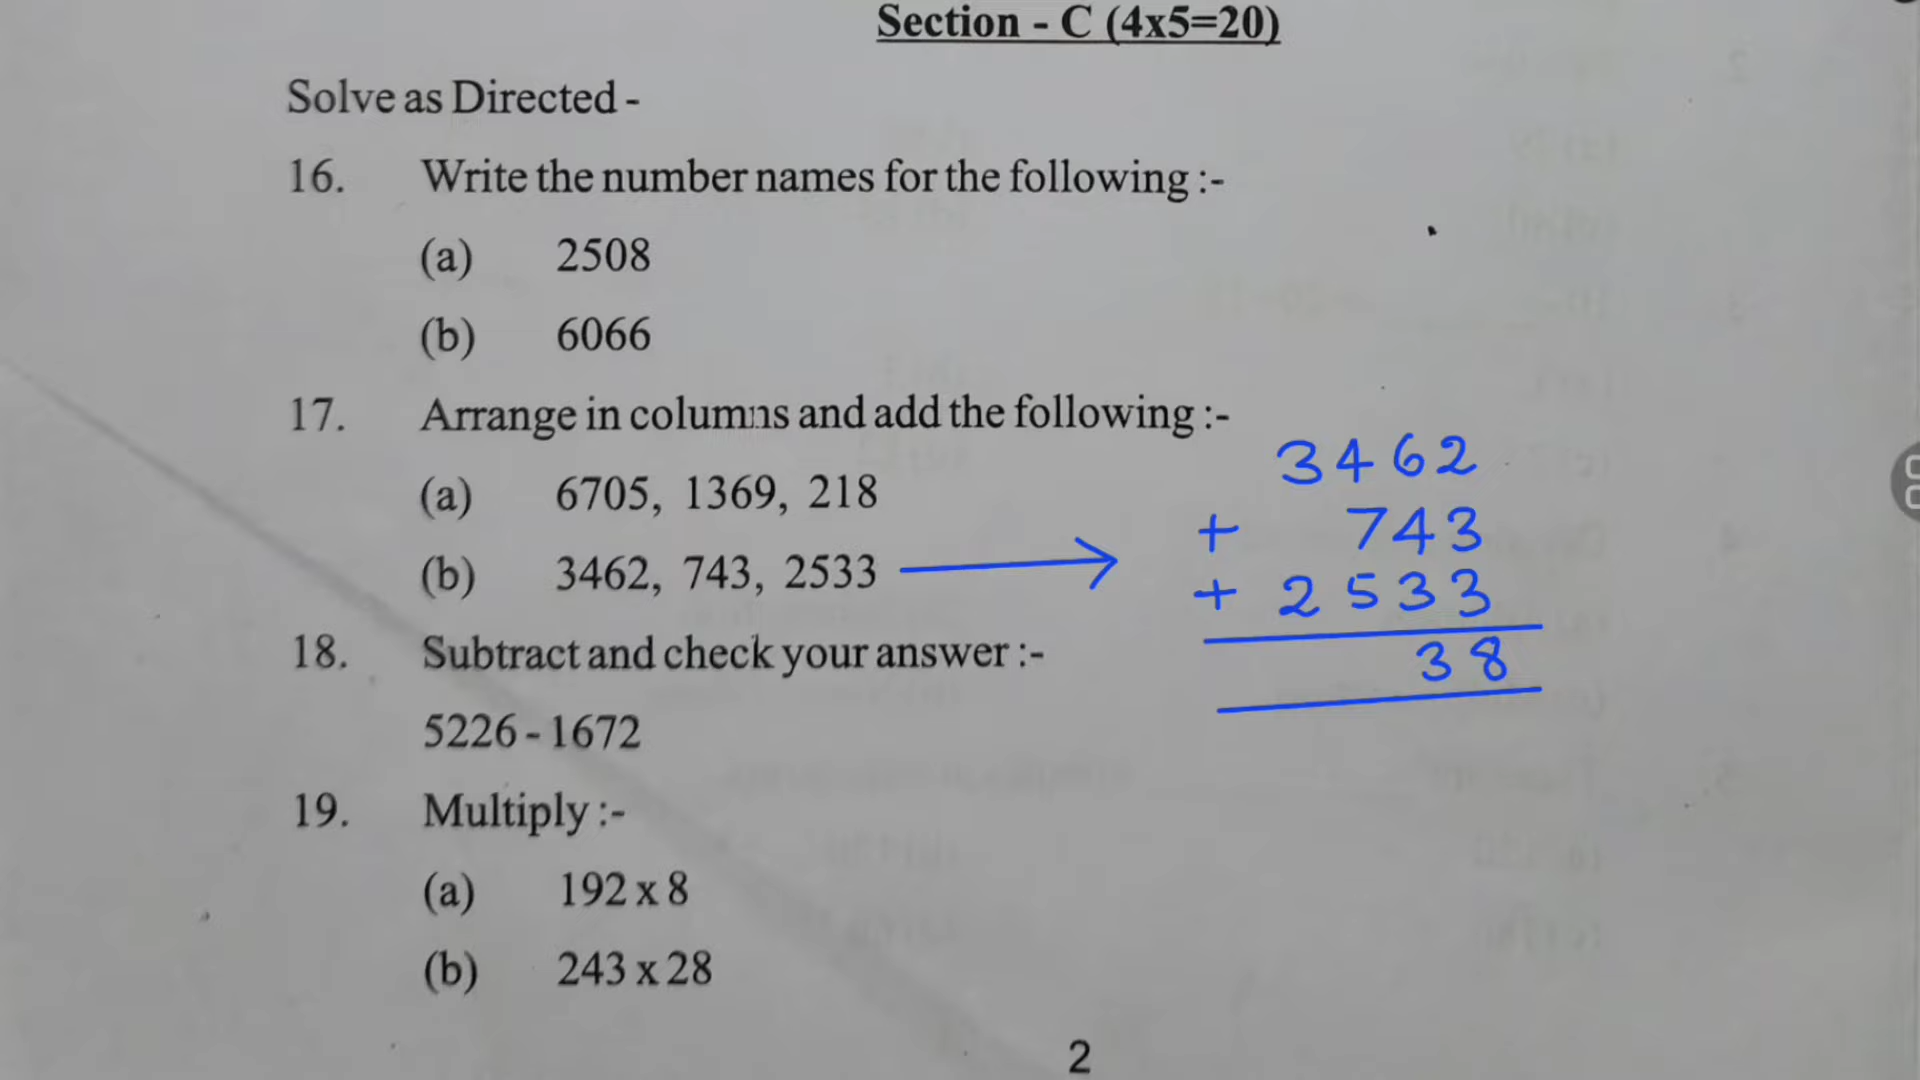 Section - C (4x5=20)
Solve as Directed -
16. Write the number names for the following :-
(a) 2508
(b) 6066
17. Arrange in columns and add the following :-
(a) 6705, 1369, 218
(b) 3462, 743, 2533
3462
+ 743
+ 2533
38
18. Subtract and check your answer :-
5226 - 1672
19. Multiply :-
(a) 192 x 8
(b) 243 x 28
2